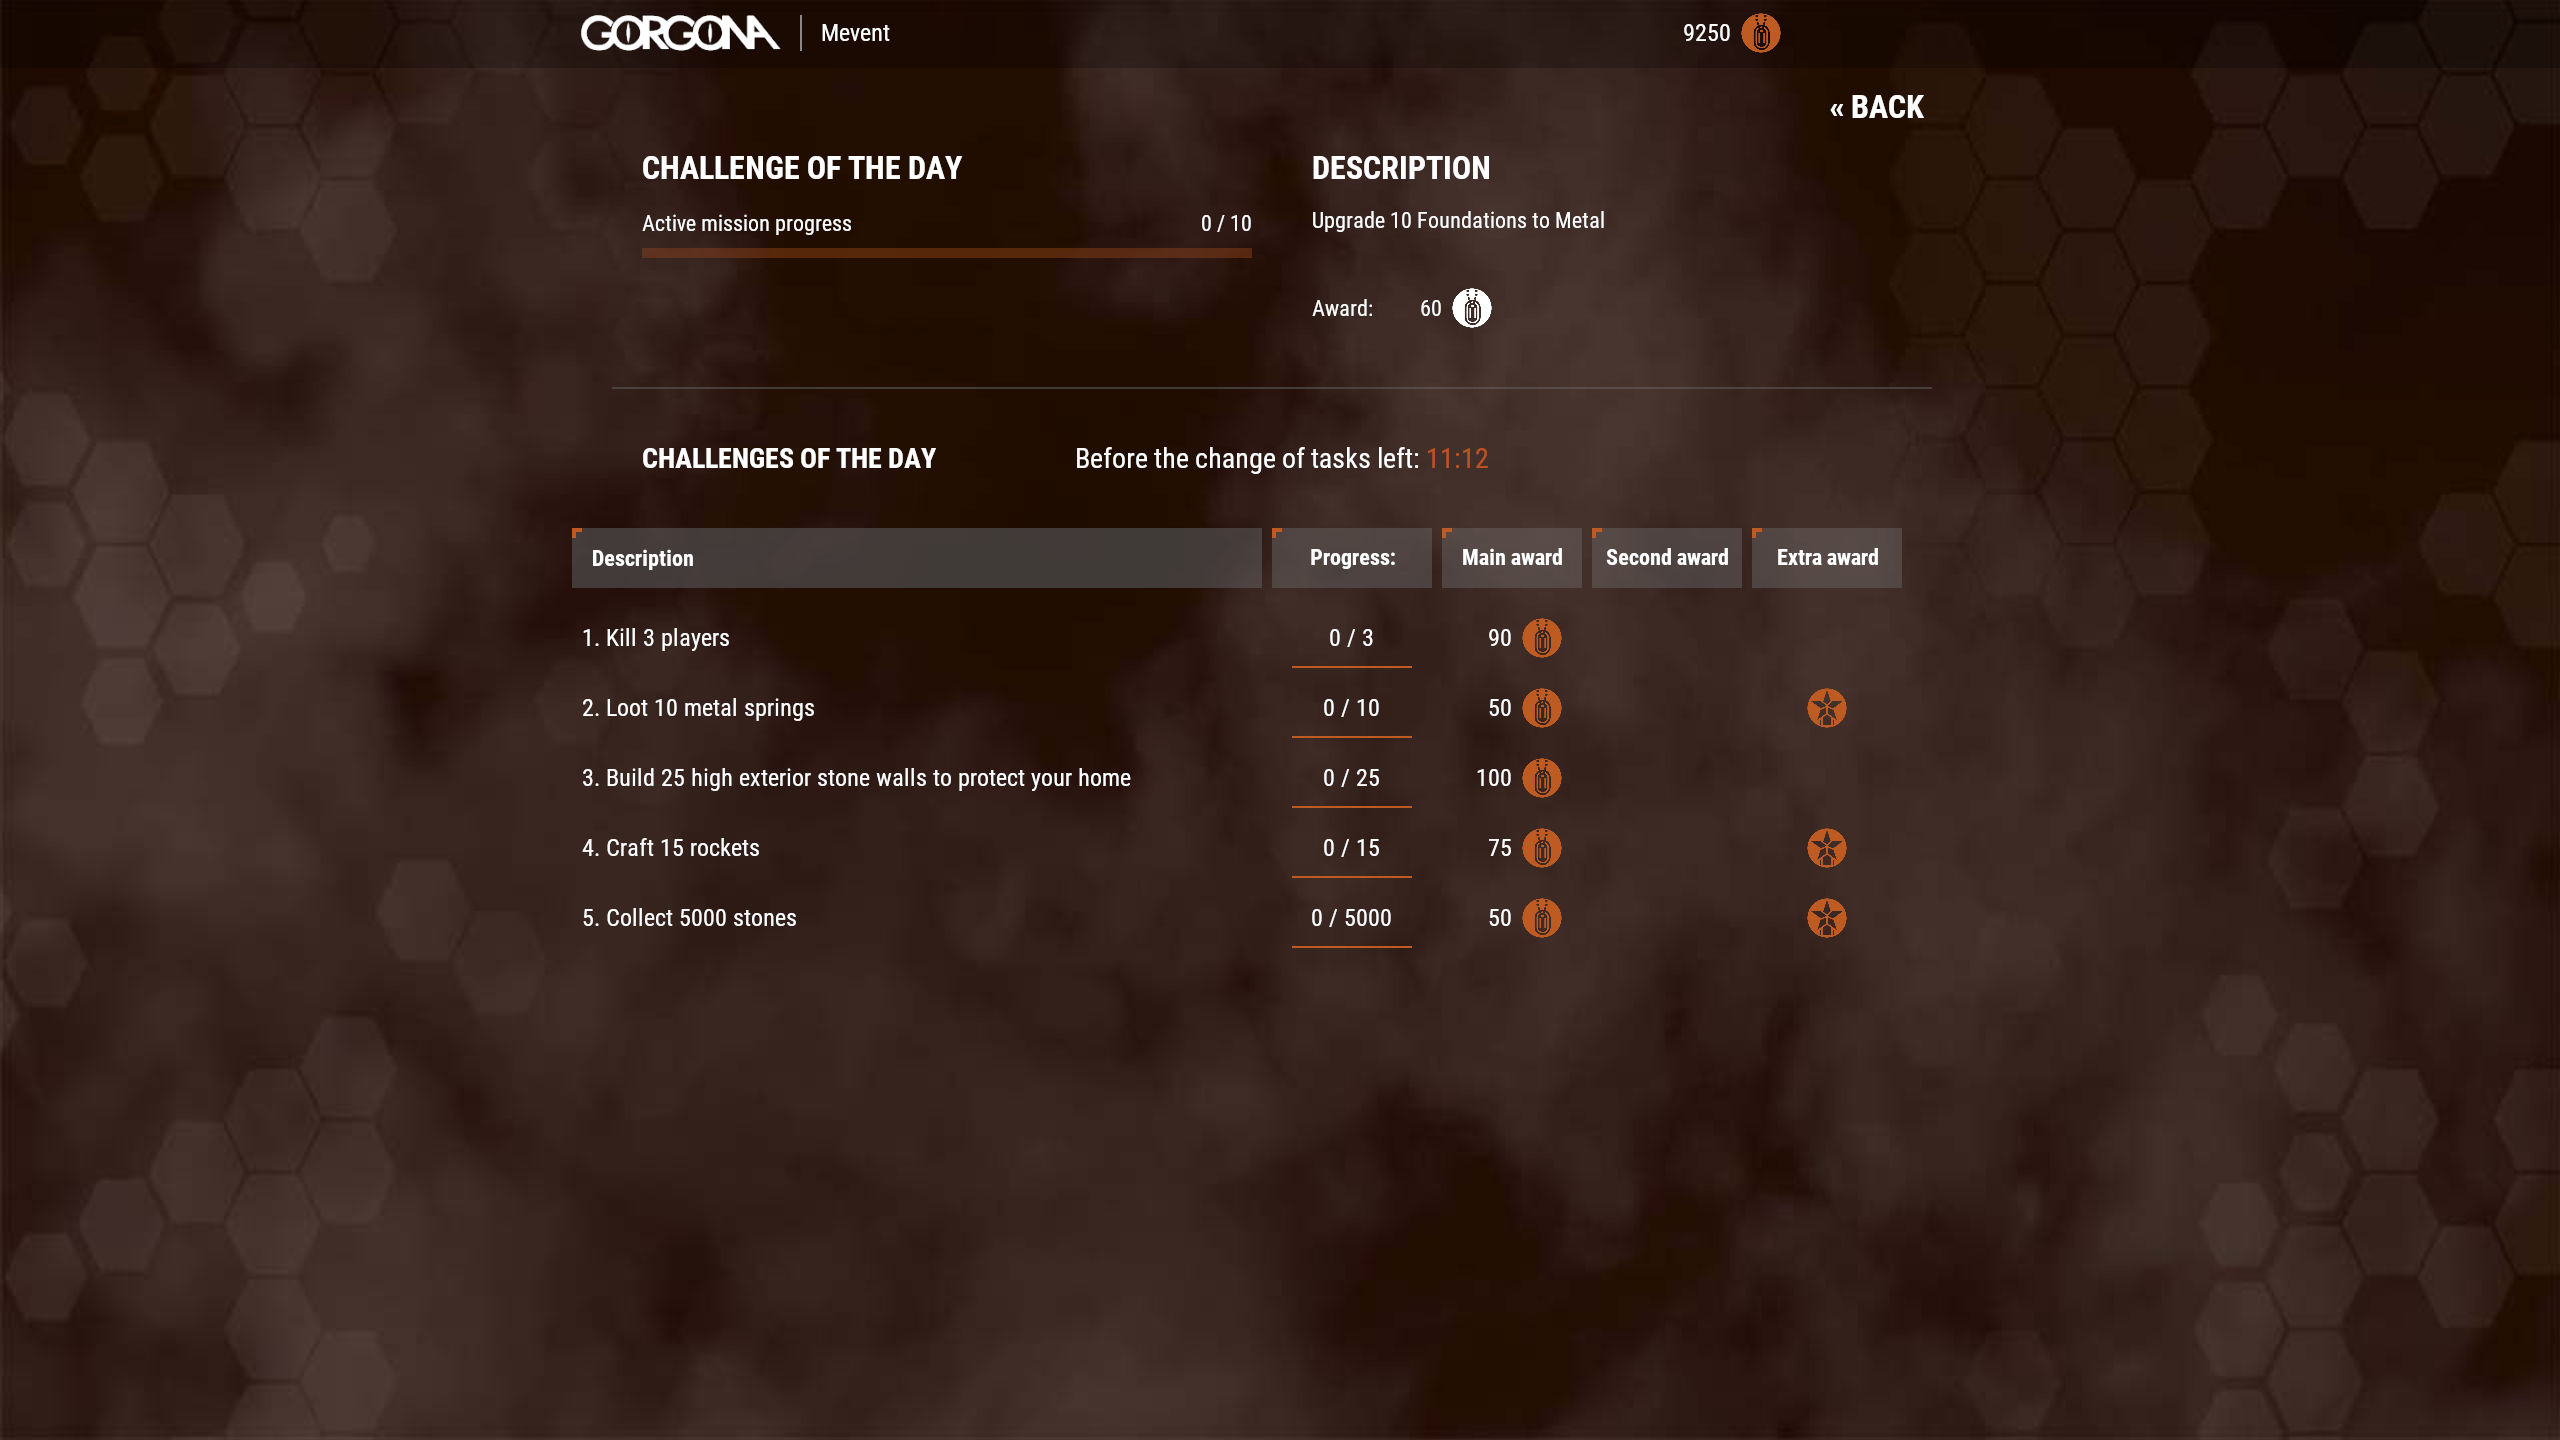 GORGONA | Mevent
9250
« BACK
CHALLENGE OF THE DAY
Active mission progress 0 / 10
DESCRIPTION
Upgrade 10 Foundations to Metal
Award: 60
CHALLENGES OF THE DAY
Before the change of tasks left: 11:12
Description Progress: Main award Second award Extra award
1. Kill 3 players 0 / 3 90
2. Loot 10 metal springs 0 / 10 50
3. Build 25 high exterior stone walls to protect your home 0 / 25 100
4. Craft 15 rockets 0 / 15 75
5. Collect 5000 stones 0 / 5000 50